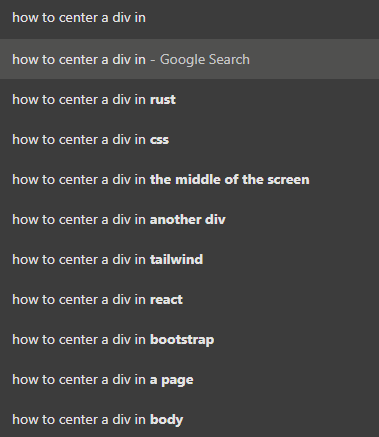 how to center a div in
how to center a div in - Google Search
how to center a div in rust
how to center a div in css
how to center a div in the middle of the screen
how to center a div in another div
how to center a div in tailwind
how to center a div in react
how to center a div in bootstrap
how to center a div in a page
how to center a div in body